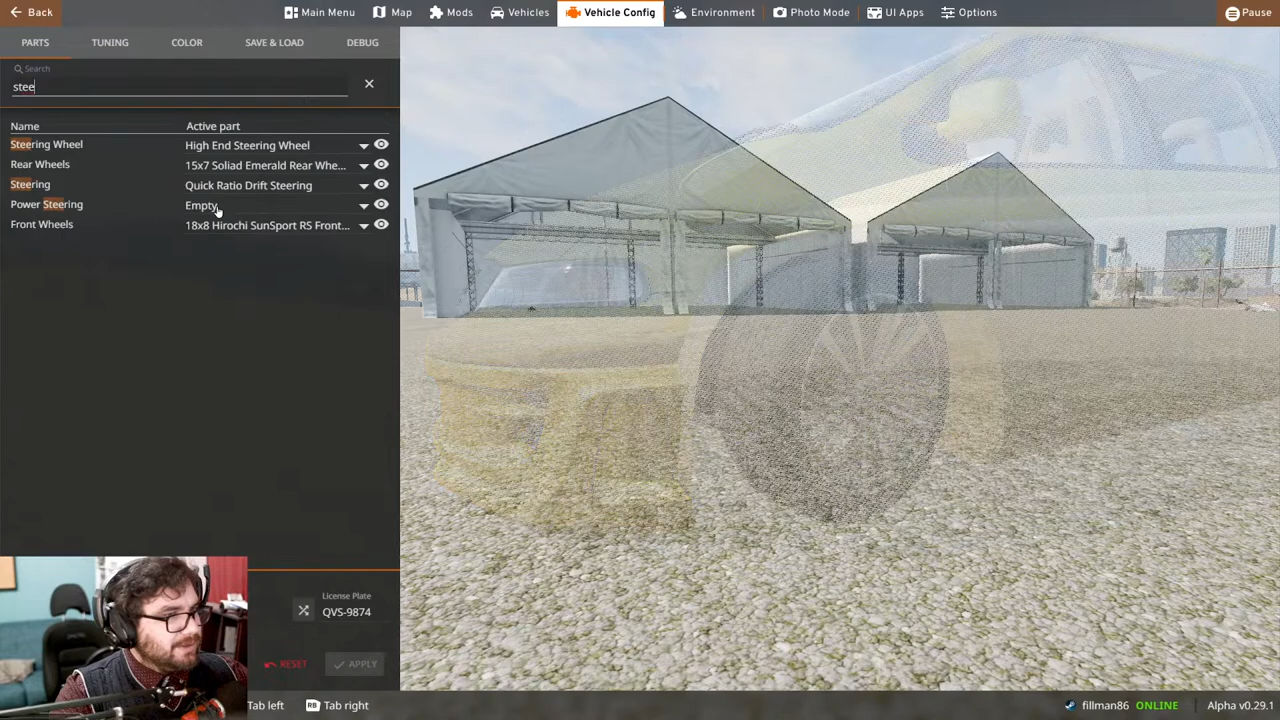 Back
Main Menu
Map
Mods
Vehicles
Vehicle Config
Environment
Photo Mode
UI Apps
Options
Pause
PARTS
TUNING
COLOR
SAVE & LOAD
DEBUG
Search
stee
Name Active part
Steering Wheel High End Steering Wheel
Rear Wheels 15x7 Soliad Emerald Rear Whe...
Steering Quick Ratio Drift Steering
Power Steering Empty
Front Wheels 18x8 Hirochi SunSport RS Front...
License Plate
QVS-9874
RESET
APPLY
Tab left
RB Tab right
fillman86 ONLINE
Alpha v0.29.1